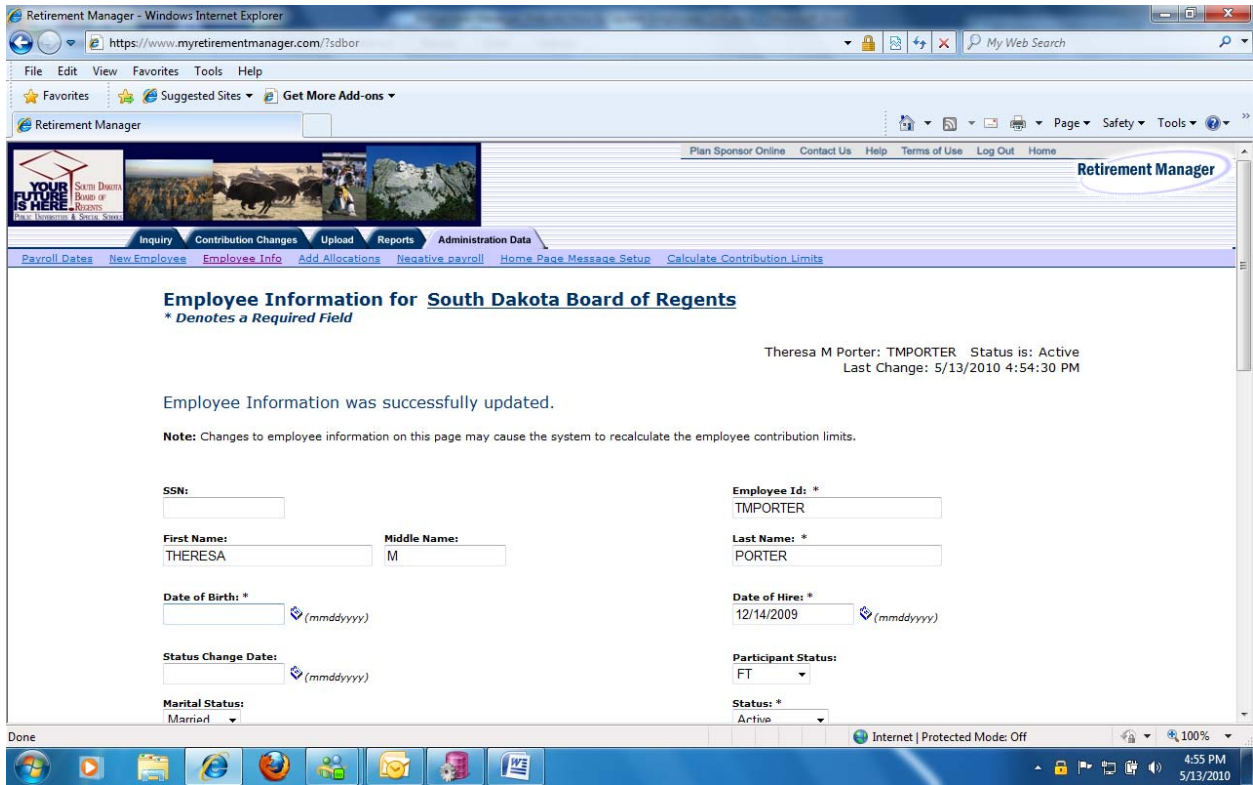 Retirement Manager - Windows Internet Explorer
https://www.myretirementmanager.com/?sdbor
My Web Search
File Edit View Favorites Tools Help
Favorites Suggested Sites Get More Add-ons
Retirement Manager
Page Safety Tools
Plan Sponsor Online Contact Us Help Terms of Use Log Out Home
YOUR FUTURE IS HERE.
SOUTH DAKOTA BOARD OF REGENTS
PUBLIC UNIVERSITIES & SPECIAL SCHOOLS
Retirement Manager
Inquiry Contribution Changes Upload Reports Administration Data
Payroll Dates New Employee Employee Info Add Allocations Negative payroll Home Page Message Setup Calculate Contribution Limits
Employee Information for South Dakota Board of Regents
* Denotes a Required Field
Theresa M Porter: TMPORTER Status is: Active
Last Change: 5/13/2010 4:54:30 PM
Employee Information was successfully updated.
Note: Changes to employee information on this page may cause the system to recalculate the employee contribution limits.
SSN: Employee Id: *
TMPORTER
First Name: Middle Name: Last Name: *
THERESA M PORTER
Date of Birth: * Date of Hire: *
(mmddyyyy) 12/14/2009 (mmddyyyy)
Status Change Date: Participant Status:
(mmddyyyy) FT
Marital Status: Status: *
Married Active
Done Internet | Protected Mode: Off 100%
4:55 PM
5/13/2010